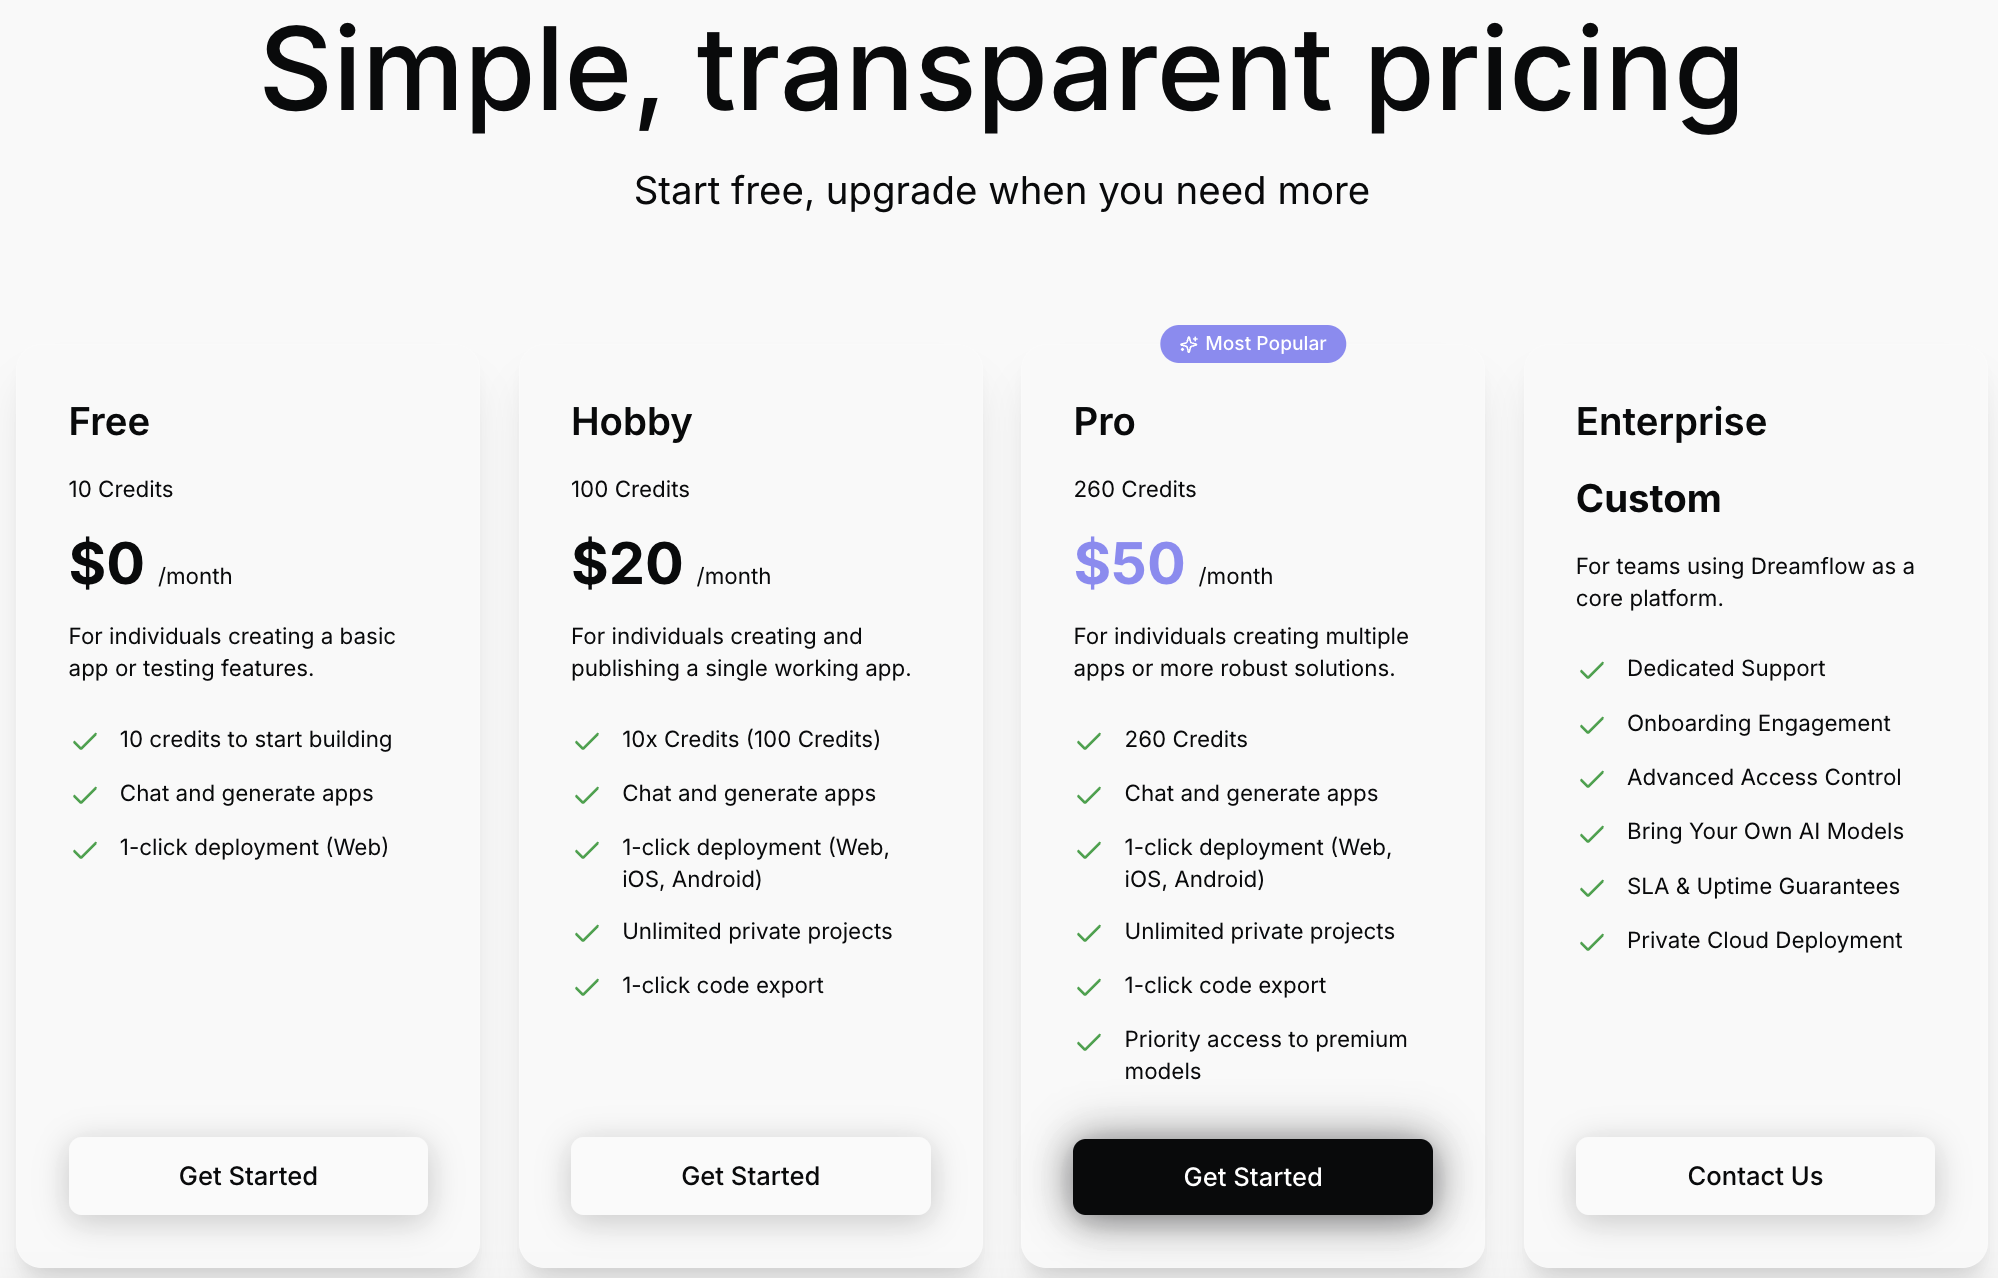 Simple, transparent pricing
Start free, upgrade when you need more
Free
10 Credits
$0 /month
For individuals creating a basic
app or testing features.
10 credits to start building
Chat and generate apps
1-click deployment (Web)
Get Started
Hobby
100 Credits
$20 /month
For individuals creating and
publishing a single working app.
10x Credits (100 Credits)
Chat and generate apps
1-click deployment (Web,
iOS, Android)
Unlimited private projects
1-click code export
Get Started
Most Popular
Pro
260 Credits
$50 /month
For individuals creating multiple
apps or more robust solutions.
260 Credits
Chat and generate apps
1-click deployment (Web,
iOS, Android)
Unlimited private projects
1-click code export
Priority access to premium
models
Get Started
Enterprise
Custom
For teams using Dreamflow as a
core platform.
Dedicated Support
Onboarding Engagement
Advanced Access Control
Bring Your Own AI Models
SLA & Uptime Guarantees
Private Cloud Deployment
Contact Us